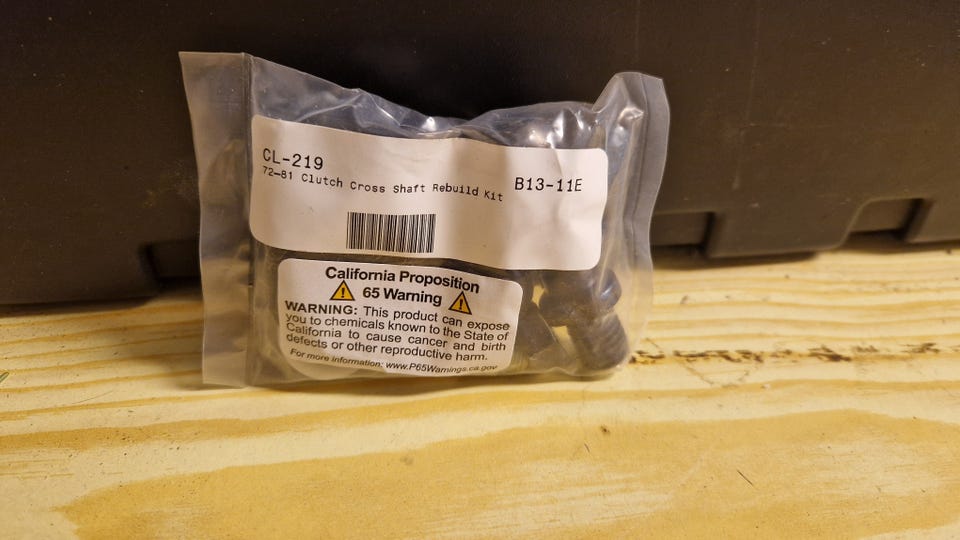 CL-219
B13-11E
72-81 Clutch Cross Shaft Rebuild Kit
California Proposition
65 Warning
WARNING: This product can expose
you to chemicals known to the State of
California to cause cancer and birth
defects or other reproductive harm.
For more information: www.P65Warnings.ca.gov